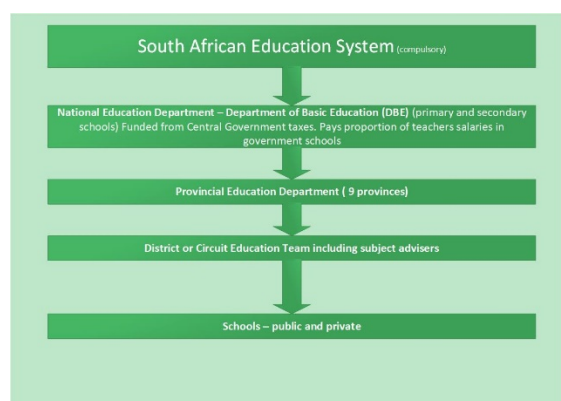 South African Education System (compulsory)
National Education Department – Department of Basic Education (DBE) (primary and secondary
schools) Funded from Central Government taxes. Pays proportion of teachers salaries in
government schools
Provincial Education Department ( 9 provinces)
District or Circuit Education Team including subject advisers
Schools – public and private